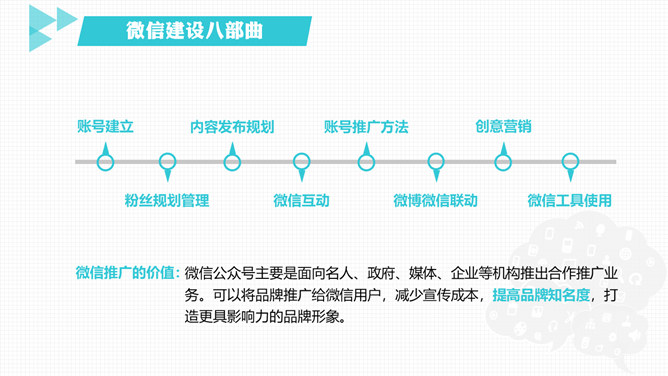 微信建设八部曲
账号建立
内容发布规划
账号推广方法
创意营销
粉丝规划管理
微信互动
微博微信联动
微信工具使用
微信推广的价值：微信公众号主要是面向名人、政府、媒体、企业等机构推出合作推广业
务。可以将品牌推广给微信用户，减少宣传成本，提高品牌知名度，打
造更具影响力的品牌形象。